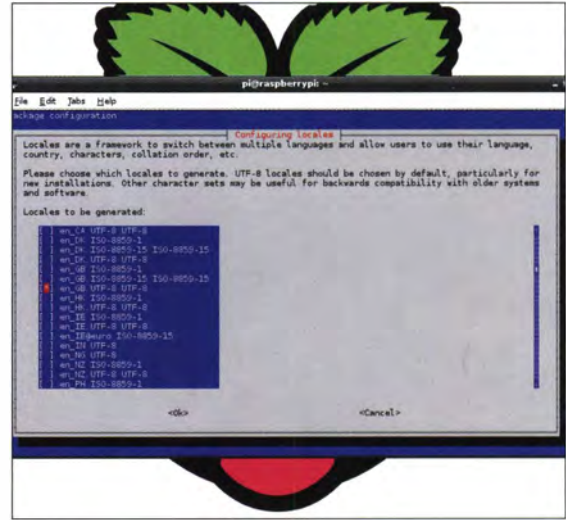 pi@raspberrypi: ~
File Edit Tabs Help
ackage configuration
Configuring locales
Locales are a framework to switch between multiple languages and allow users to use their language,
country, characters, collation order, etc.
Please choose which locales to generate. UTF-8 locales should be chosen by default, particularly for
new installations. Other character sets may be useful for backwards compatibility with older systems
and software.
Locales to be generated:
[ ] en_CA.UTF-8 UTF-8
[ ] en_DK ISO-8859-1
[ ] en_DK.ISO-8859-15 ISO-8859-15
[ ] en_DK.UTF-8 UTF-8
[ ] en_GB ISO-8859-1
[ ] en_GB.ISO-8859-15 ISO-8859-15
[*] en_GB.UTF-8 UTF-8
[ ] en_HK ISO-8859-1
[ ] en_HK.UTF-8 UTF-8
[ ] en_IE ISO-8859-1
[ ] en_IE.UTF-8 UTF-8
[ ] en_IE@euro ISO-8859-15
[ ] en_IN UTF-8
[ ] en_NG UTF-8
[ ] en_NZ ISO-8859-1
[ ] en_NZ.UTF-8 UTF-8
[ ] en_PH ISO-8859-1
<Ok> <Cancel>